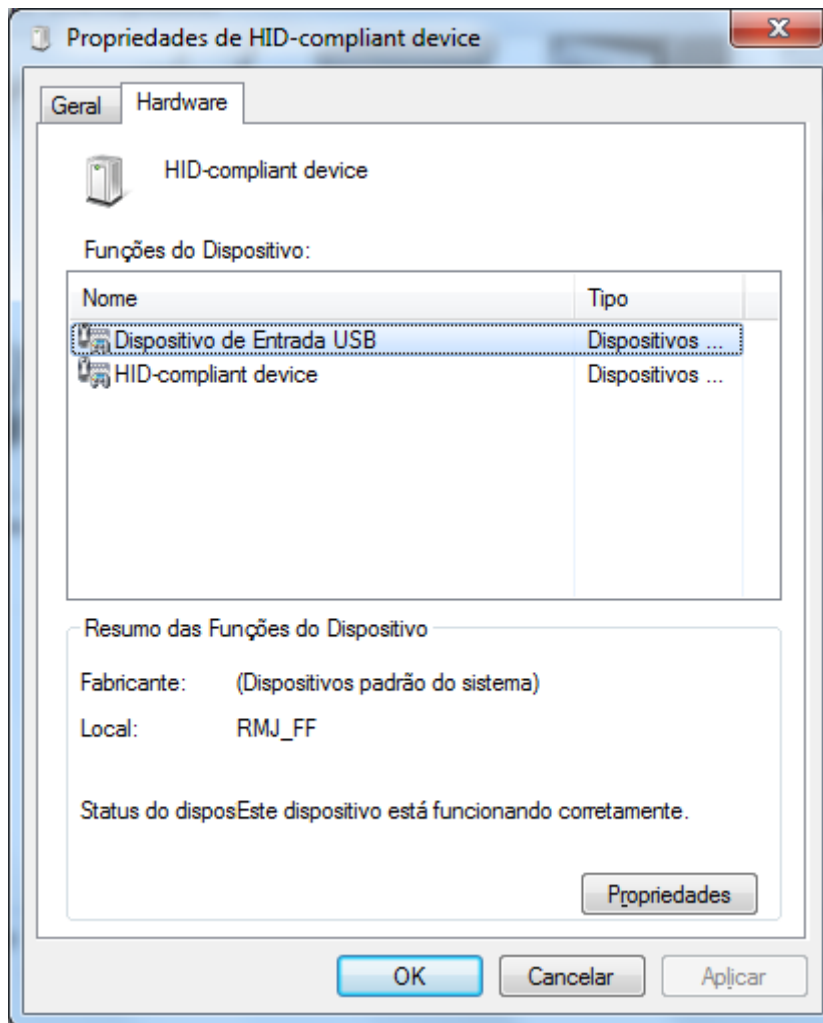 Propriedades de HID-compliant device
Geral Hardware
HID-compliant device
Funções do Dispositivo:
Nome Tipo
Dispositivo de Entrada USB Dispositivos ...
HID-compliant device Dispositivos ...
Resumo das Funções do Dispositivo
Fabricante: (Dispositivos padrão do sistema)
Local: RMJ_FF
Status do disposEste dispositivo está funcionando corretamente.
Propriedades
OK Cancelar Aplicar